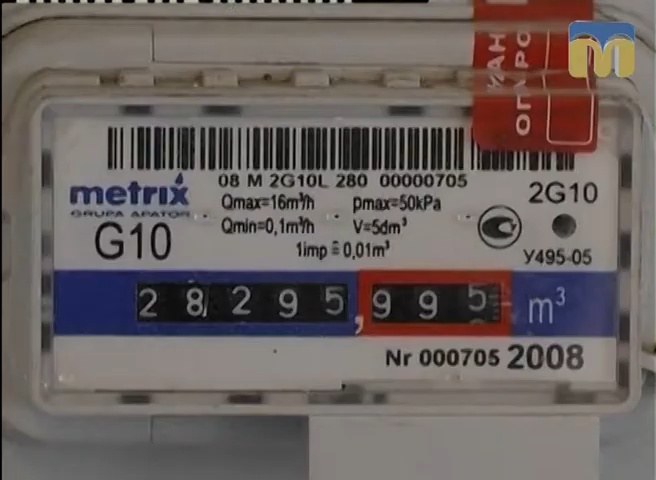 08 M 2G10L 280 00000705
metrix
GRUPA APATOR
G10
Qmax=16m³/h pmax=50kPa
Qmin=0,1m³/h V=5dm³
1imp ≙ 0,01m³
2G10
У495-05
28295,995 m³
Nr 000705 2008